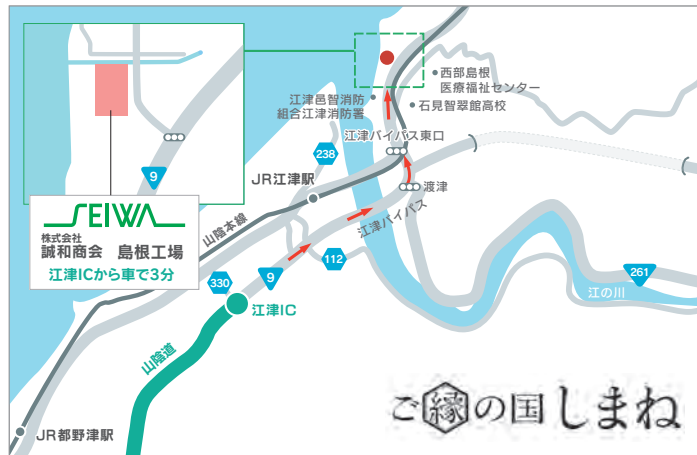 西部島根
医療福祉センター
江津邑智消防
組合江津消防署
石見智翠館高校
江津バイパス東口
9
238
渡津
JR江津駅
SEIWA
株式会社
誠和商会 島根工場
江津ICから車で3分
山陰本線
江津バイパス
112
9
330
261
江の川
江津IC
山陰道
ご縁の国しまね
JR都野津駅